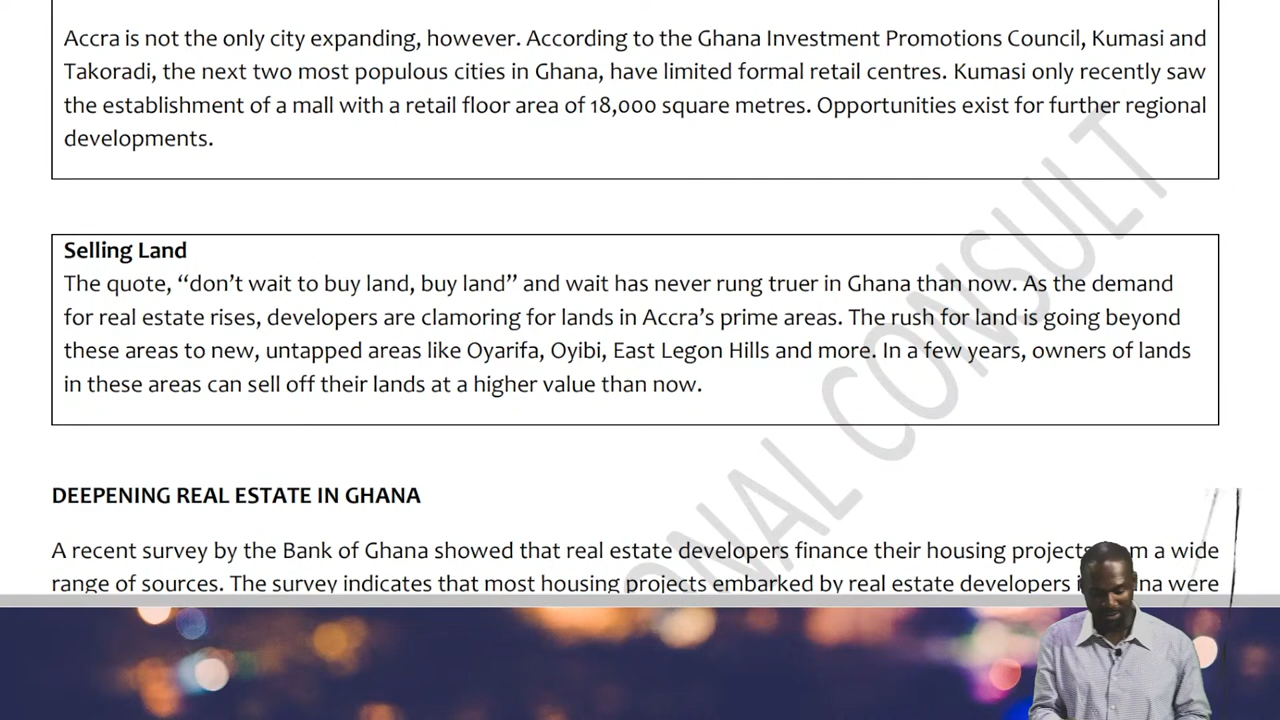 Accra is not the only city expanding, however. According to the Ghana Investment Promotions Council, Kumasi and
Takoradi, the next two most populous cities in Ghana, have limited formal retail centres. Kumasi only recently saw
the establishment of a mall with a retail floor area of 18,000 square metres. Opportunities exist for further regional
developments.
Selling Land
The quote, “don’t wait to buy land, buy land” and wait has never rung truer in Ghana than now. As the demand
for real estate rises, developers are clamoring for lands in Accra’s prime areas. The rush for land is going beyond
these areas to new, untapped areas like Oyarifa, Oyibi, East Legon Hills and more. In a few years, owners of lands
in these areas can sell off their lands at a higher value than now.
DEEPENING REAL ESTATE IN GHANA
A recent survey by the Bank of Ghana showed that real estate developers finance their housing projects a wide
range of sources. The survey indicates that most housing projects embarked by real estate developers were
CONSULT